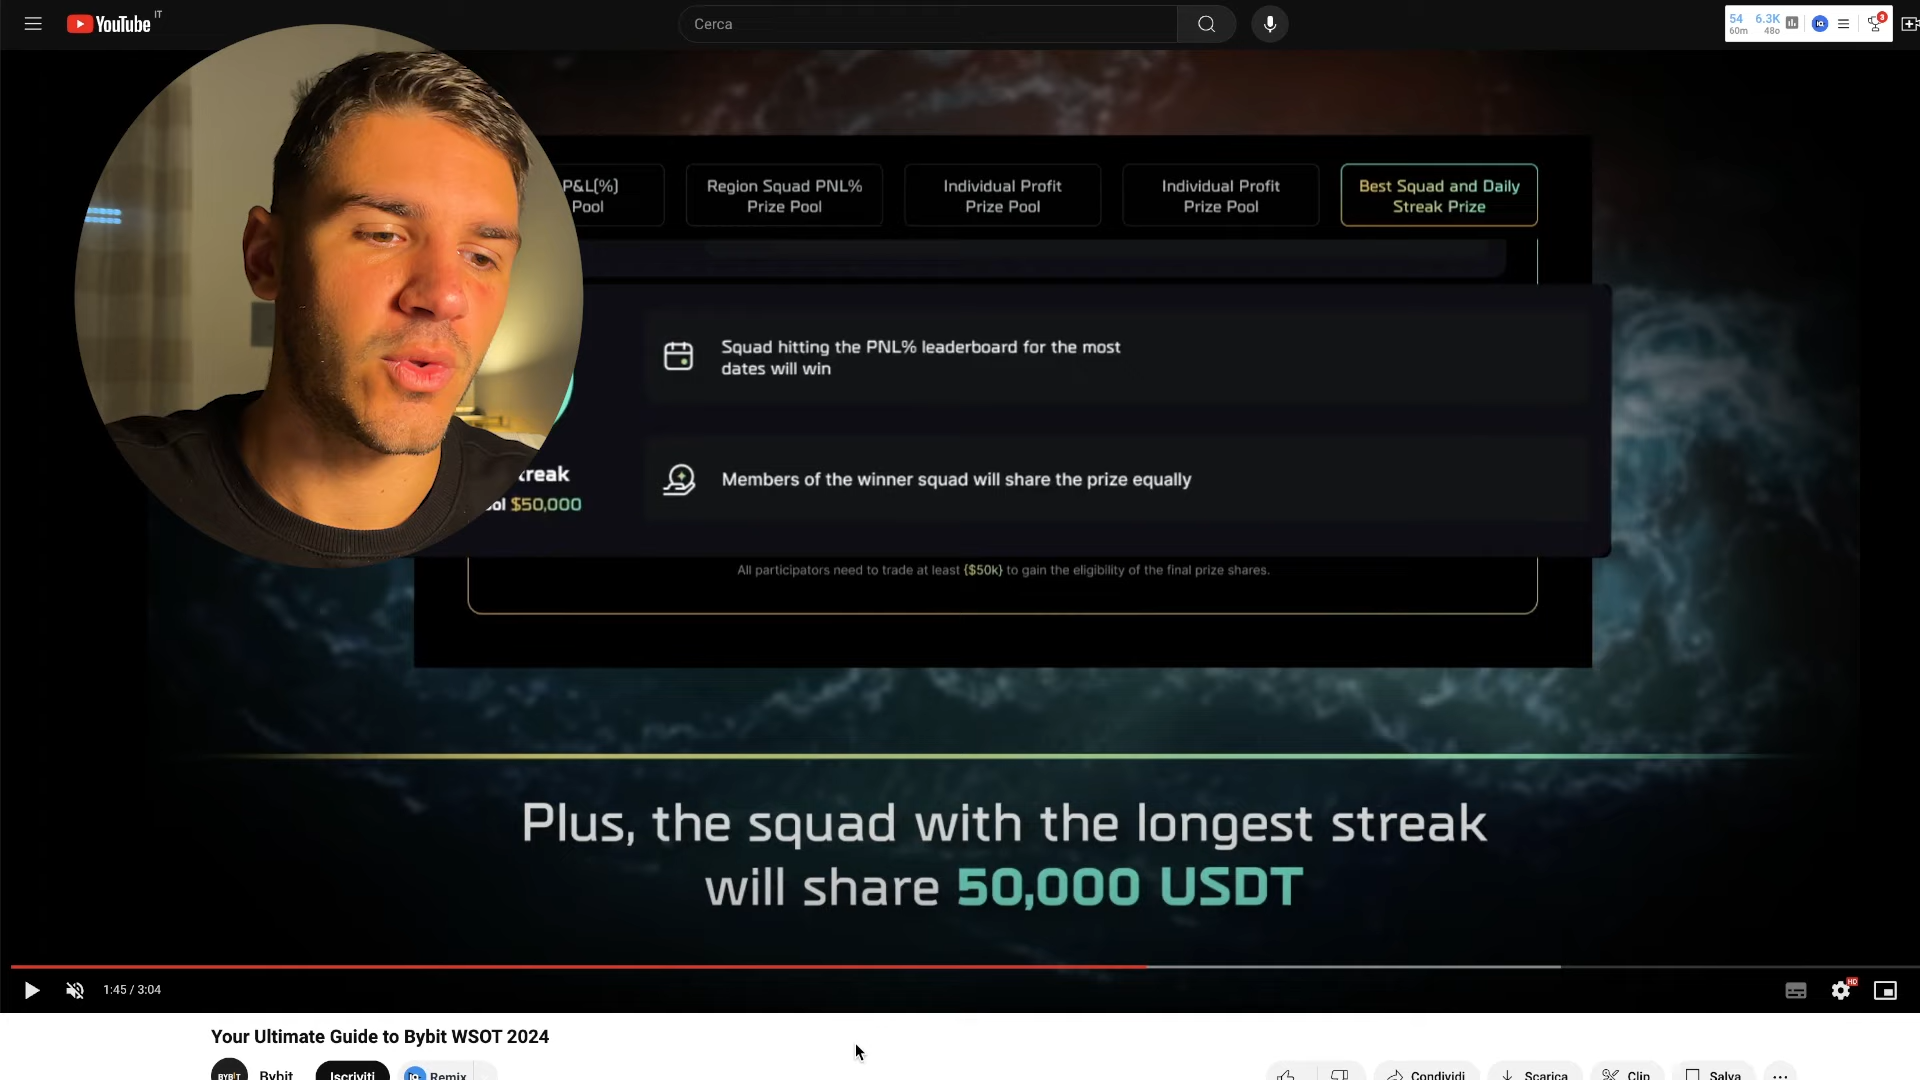 YouTube IT
Cerca
54 6.3K
60m 48o
3
P&L(%)
Pool
Region Squad PNL%
Prize Pool
Individual Profit
Prize Pool
Individual Profit
Prize Pool
Best Squad and Daily
Streak Prize
Squad hitting the PNL% leaderboard for the most
dates will win
treak
ol $50,000
Members of the winner squad will share the prize equally
All participators need to trade at least {$50k} to gain the eligibility of the final prize shares.
Plus, the squad with the longest streak
will share 50,000 USDT
1:45 / 3:04
HD
Your Ultimate Guide to Bybit WSOT 2024
BYBIT Bybit Iscriviti Remix Condividi Scarica Clip Salva